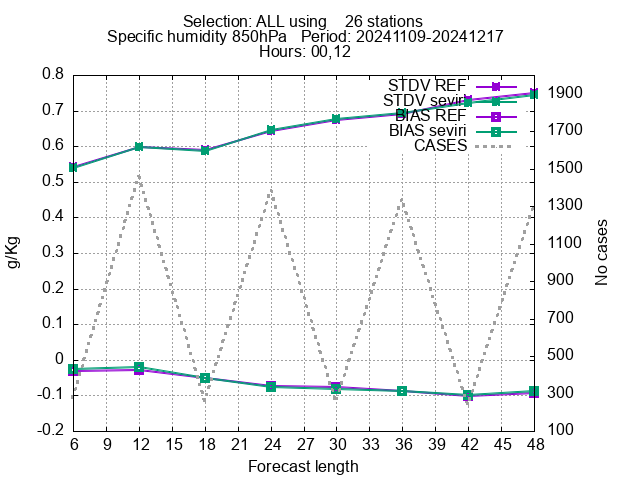 Selection: ALL using 26 stations
Specific humidity 850hPa Period: 20241109-20241217
Hours: 00,12
STDV REF
STDV seviri
BIAS REF
BIAS seviri
CASES
0.8
0.7
0.6
0.5
0.4
0.3
0.2
0.1
0
-0.1
-0.2
g/Kg
1900
1700
1500
1300
1100
900
700
500
300
100
No cases
6 9 12 15 18 21 24 27 30 33 36 39 42 45 48
Forecast length